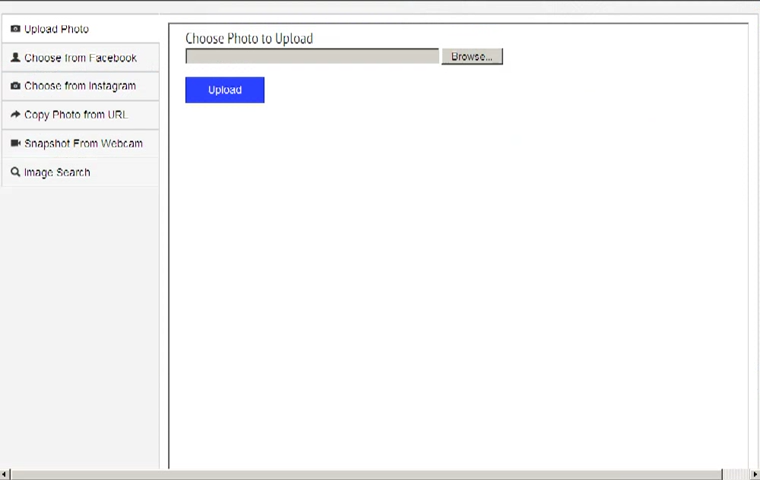 Upload Photo
Choose from Facebook
Choose from Instagram
Copy Photo from URL
Snapshot From Webcam
Image Search
Choose Photo to Upload
Browse...
Upload